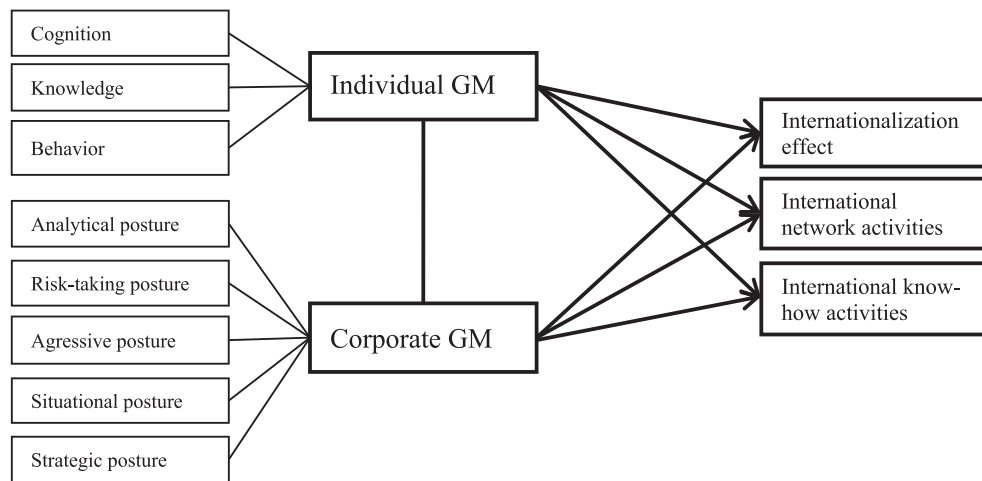 Cognition
Knowledge
Behavior
Analytical posture
Risk-taking posture
Agressive posture
Situational posture
Strategic posture
Individual GM
Corporate GM
Internationalization
effect
International
network activities
International know-
how activities